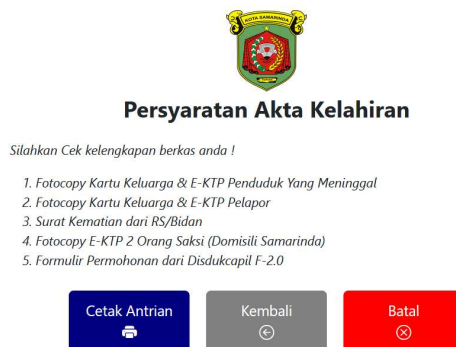 KOTA SAMARINDA
Persyaratan Akta Kelahiran
Silahkan Cek kelengkapan berkas anda !
1. Fotocopy Kartu Keluarga & E-KTP Penduduk Yang Meninggal
2. Fotocopy Kartu Keluarga & E-KTP Pelapor
3. Surat Kematian dari RS/Bidan
4. Fotocopy E-KTP 2 Orang Saksi (Domisili Samarinda)
5. Formulir Permohonan dari Disdukcapil F-2.0
Cetak Antrian
Kembali
Batal